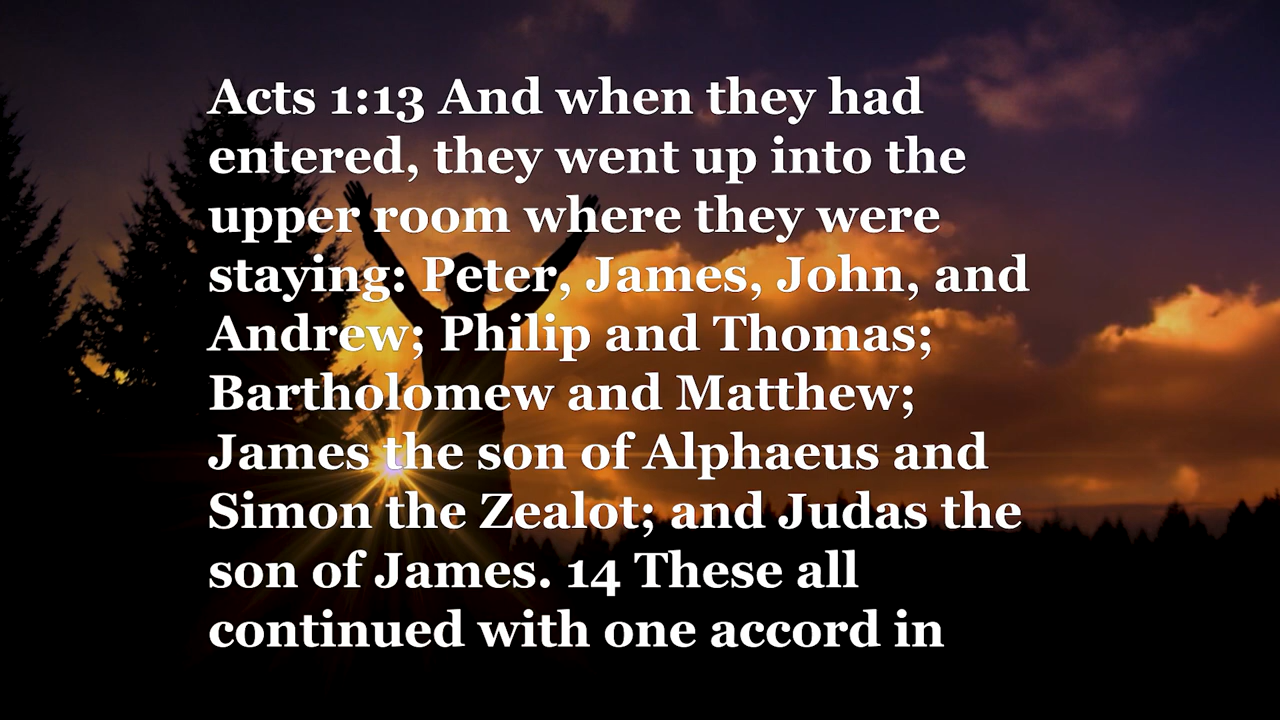 Acts 1:13 And when they had
entered, they went up into the
upper room where they were
staying: Peter, James, John, and
Andrew; Philip and Thomas;
Bartholomew and Matthew;
James the son of Alphaeus and
Simon the Zealot; and Judas the
son of James. 14 These all
continued with one accord in